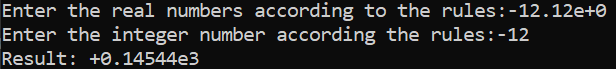 Enter the real numbers according to the rules:-12.12e+0
Enter the integer number according the rules:-12
Result: +0.14544e3